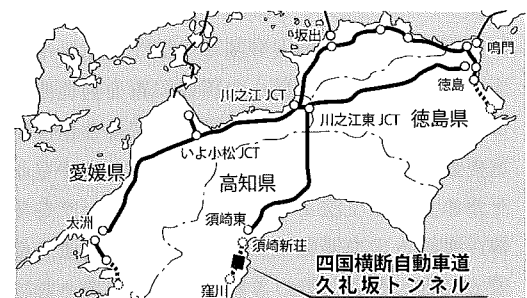 坂出
鳴門
徳島
川之江 JCT
川之江東 JCT
徳島県
いよ小松 JCT
愛媛県
高知県
大洲
須崎東
須崎新荘
窪川
四国横断自動車道
久礼坂トンネル